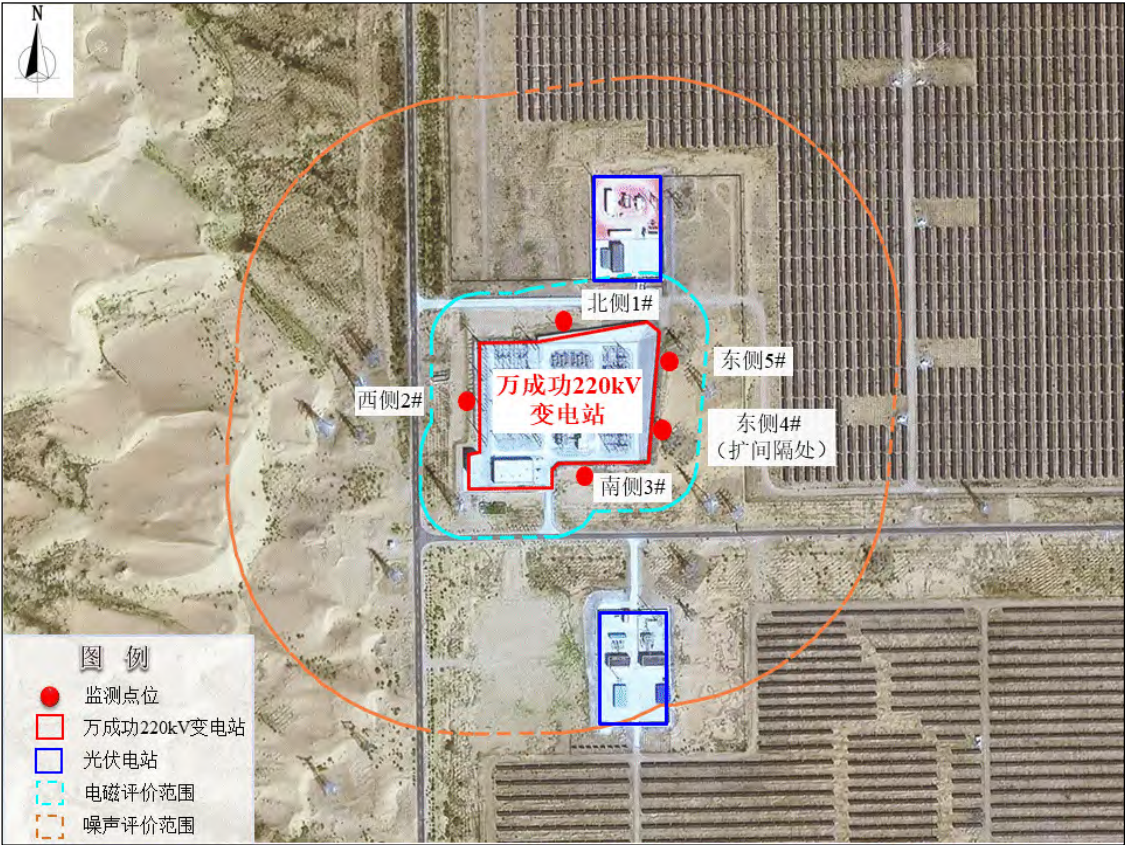 N
北侧1#
东侧5#
西侧2#
万成功220kV
变电站
东侧4#
（扩间隔处）
南侧3#
图 例
监测点位
万成功220kV变电站
光伏电站
电磁评价范围
噪声评价范围